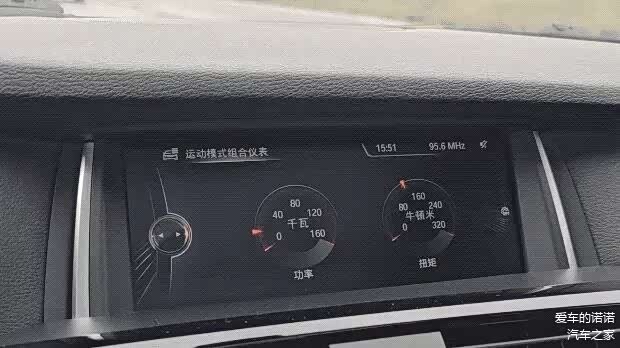 运动模式组合仪表
15:51
95.6 MHz
80
40
120
千瓦
0
160
功率
160
80
240
牛顿米
0
320
扭矩
爱车的诺诺
汽车之家